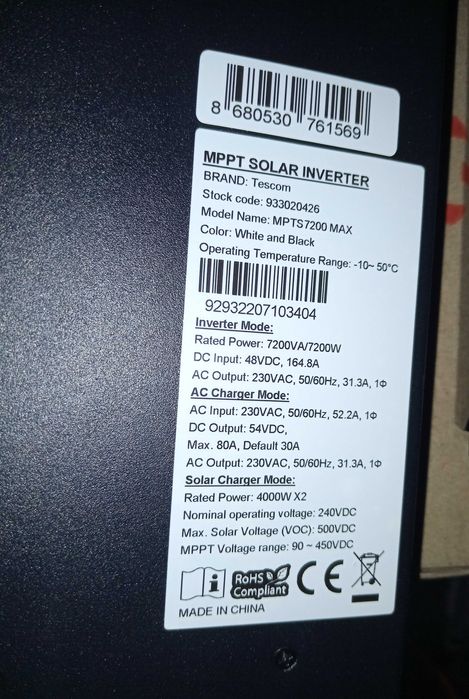 8 680530 761569
MPPT SOLAR INVERTER
BRAND: Tescom
Stock code: 933020426
Model Name: MPTS7200 MAX
Color: White and Black
Operating Temperature Range: -10~ 50°C
92932207103404
Inverter Mode:
Rated Power: 7200VA/7200W
DC Input: 48VDC, 164.8A
AC Output: 230VAC, 50/60Hz, 31.3A, 1Φ
AC Charger Mode:
AC Input: 230VAC, 50/60Hz, 52.2A, 1Φ
DC Output: 54VDC,
Max. 80A, Default 30A
AC Output: 230VAC, 50/60Hz, 31.3A, 1Φ
Solar Charger Mode:
Rated Power: 4000W X2
Nominal operating voltage: 240VDC
Max. Solar Voltage (VOC): 500VDC
MPPT Voltage range: 90 ~ 450VDC
i RoHS CE
Compliant
MADE IN CHINA